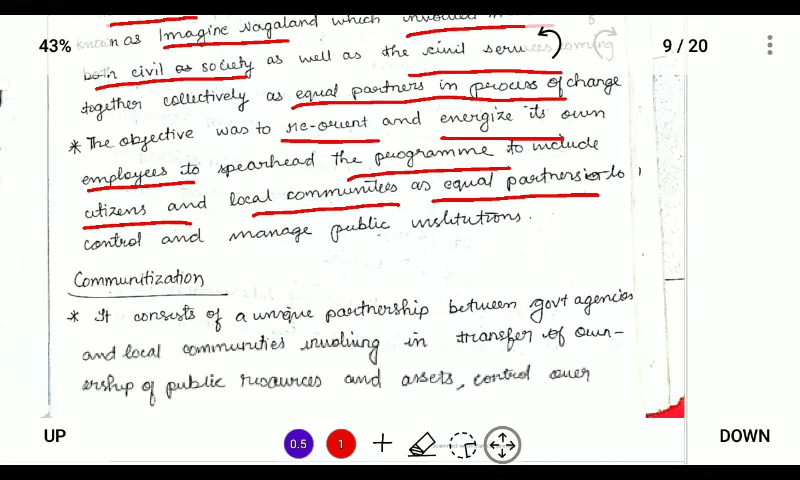 known as Imagine Nagaland which involved
43%
9 / 20
both civil as society as well as the civil services coming
together collectively as equal partners in process of change
* The objective was to re-orient and energize its own
employees to spearhead the programme to include
citizens and local communities as equal partners to
control and manage public institutions.
Communitization
* It consists of a unique partnership between govt agencies
and local communities involving in transfer of own-
ership of public resources and assets, control over
UP
0.5
1
DOWN